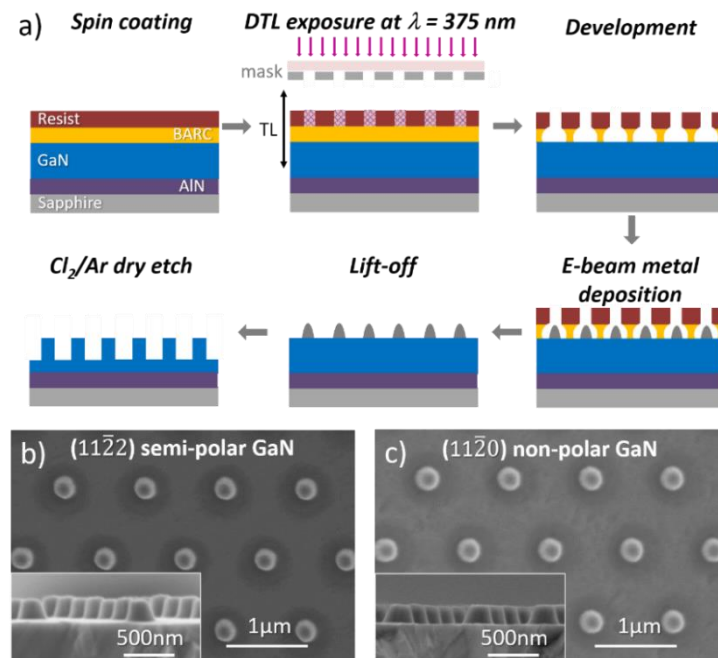 a)
Spin coating
DTL exposure at λ = 375 nm
Development
mask
Resist
BARC
TL
GaN
AlN
Sapphire
Cl₂/Ar dry etch
Lift-off
E-beam metal
deposition
b)
(112̅2) semi-polar GaN
500nm
1μm
c)
(112̅0) non-polar GaN
500nm
1μm